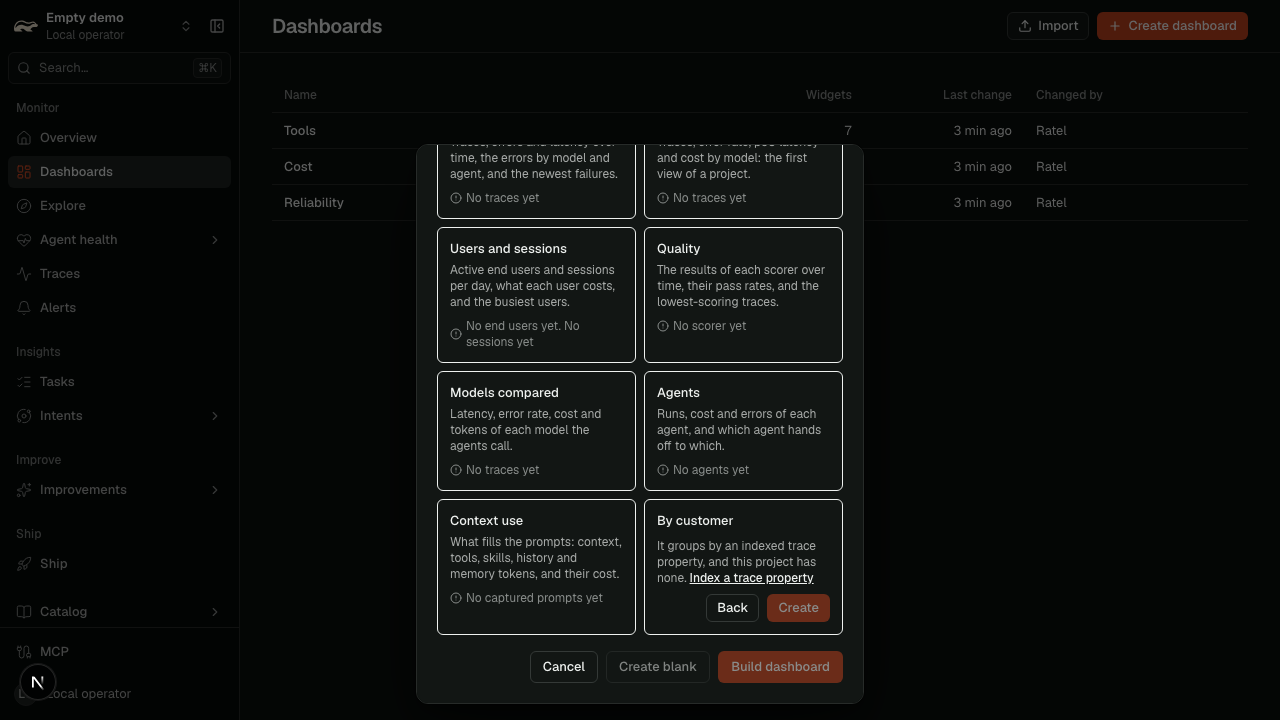 Empty demo
Local operator
Search...
⌘K
Monitor
Overview
Dashboards
Explore
Agent health
Traces
Alerts
Insights
Tasks
Intents
Improve
Improvements
Ship
Ship
Catalog
MCP
N
Local operator
Dashboards
Import
Create dashboard
Name Widgets Last change Changed by
Tools 7 3 min ago Ratel
Cost 3 min ago Ratel
Reliability 3 min ago Ratel
time, the errors by model and
agent, and the newest failures.
No traces yet
and cost by model: the first
view of a project.
No traces yet
Users and sessions
Active end users and sessions
per day, what each user costs,
and the busiest users.
No end users yet. No
sessions yet
Quality
The results of each scorer over
time, their pass rates, and the
lowest-scoring traces.
No scorer yet
Models compared
Latency, error rate, cost and
tokens of each model the
agents call.
No traces yet
Agents
Runs, cost and errors of each
agent, and which agent hands
off to which.
No agents yet
Context use
What fills the prompts: context,
tools, skills, history and
memory tokens, and their cost.
No captured prompts yet
By customer
It groups by an indexed trace
property, and this project has
none. Index a trace property
Back
Create
Cancel
Create blank
Build dashboard